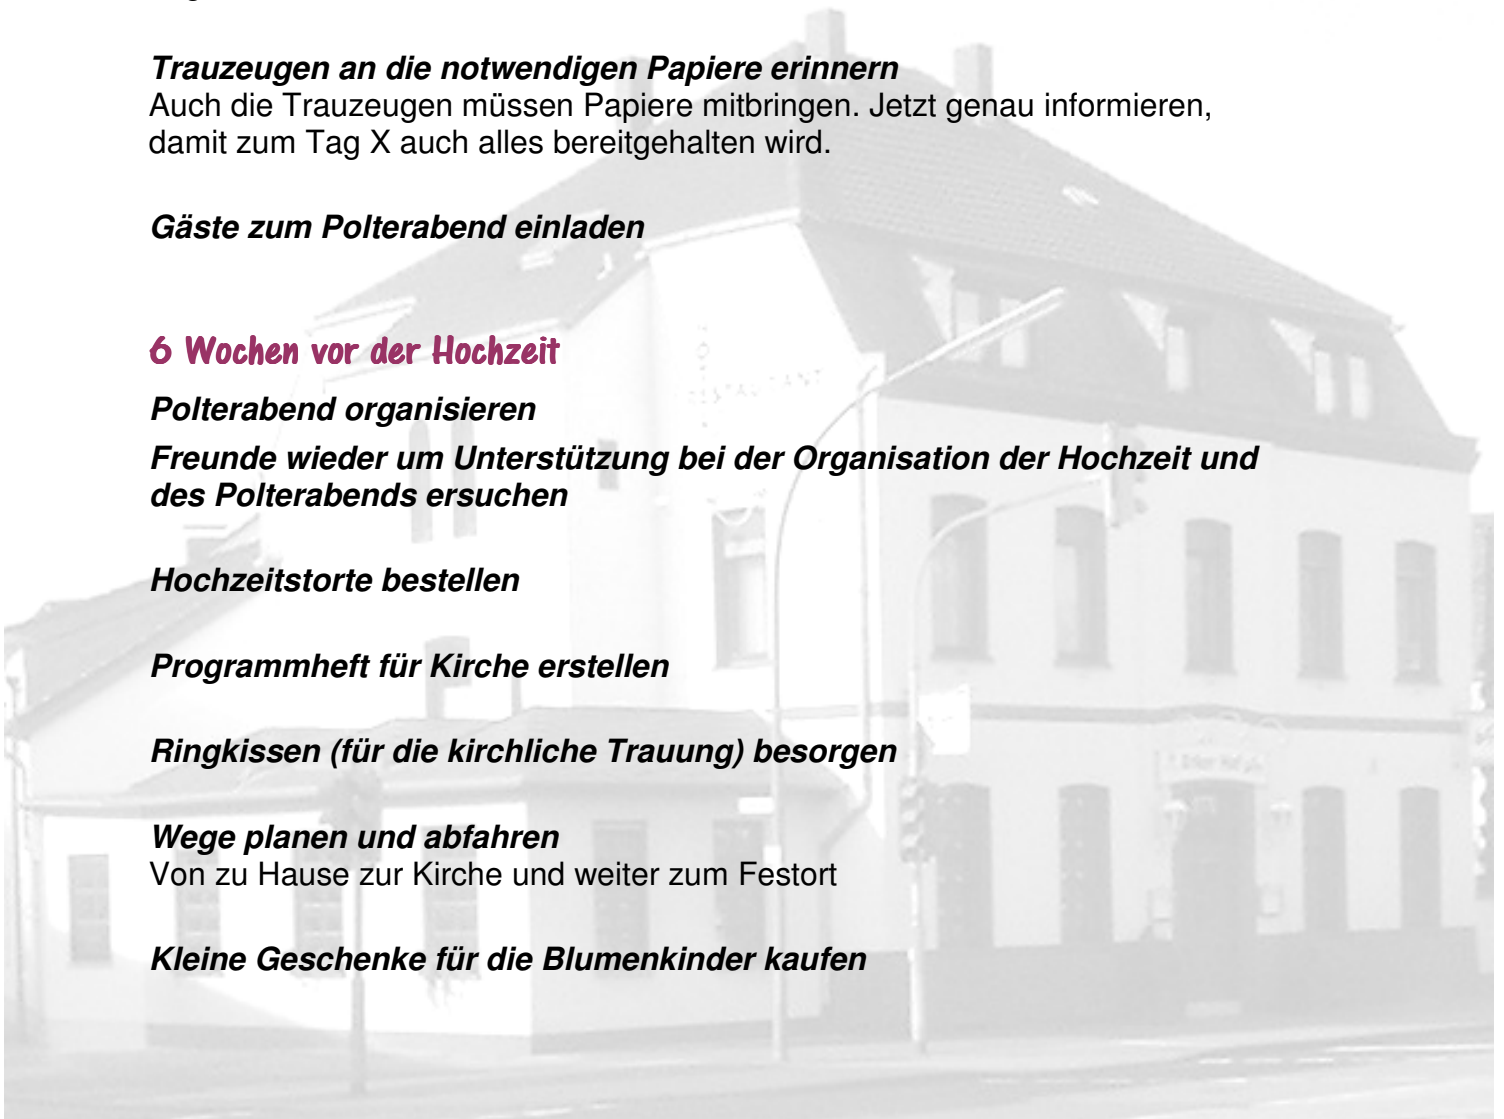 Trauzeugen an die notwendigen Papiere erinnern
Auch die Trauzeugen müssen Papiere mitbringen. Jetzt genau informieren,
damit zum Tag X auch alles bereitgehalten wird.
Gäste zum Polterabend einladen
6 Wochen vor der Hochzeit
Polterabend organisieren
Freunde wieder um Unterstützung bei der Organisation der Hochzeit und
des Polterabends ersuchen
Hochzeitstorte bestellen
Programmheft für Kirche erstellen
Ringkissen (für die kirchliche Trauung) besorgen
Wege planen und abfahren
Von zu Hause zur Kirche und weiter zum Festort
Kleine Geschenke für die Blumenkinder kaufen
RESTAURANT